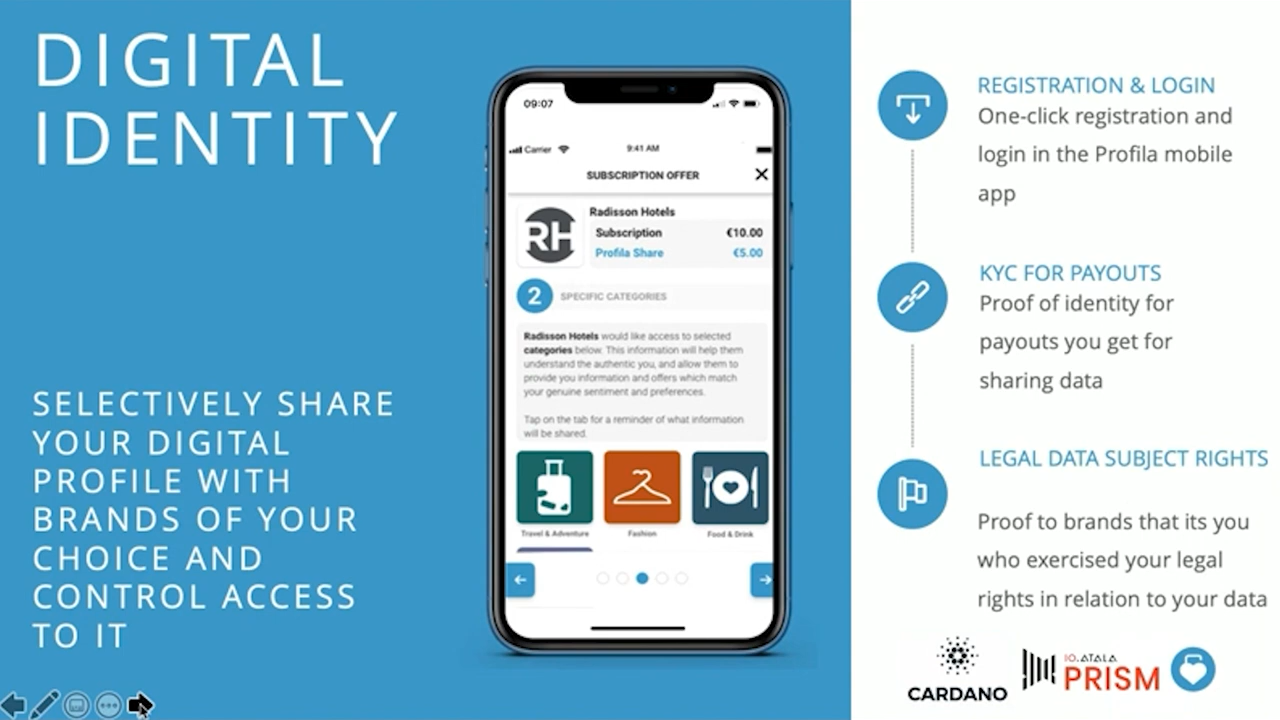 DIGITAL
IDENTITY
SELECTIVELY SHARE
YOUR DIGITAL
PROFILE WITH
BRANDS OF YOUR
CHOICE AND
CONTROL ACCESS
TO IT
09:07
Carrier
9:41 AM
SUBSCRIPTION OFFER
RH
Radisson Hotels
Subscription €10.00
Profila Share €5.00
2 SPECIFIC CATEGORIES
Radisson Hotels would like access to selected
categories below. This information will help them
understand the authentic you, and allow them to
provide you information and offers which match
your genuine sentiment and preferences.
Tap on the tab for a reminder of what information
will be shared.
Travel & Adventure Fashion Food & Drink
REGISTRATION & LOGIN
One-click registration and
login in the Profila mobile
app
KYC FOR PAYOUTS
Proof of identity for
payouts you get for
sharing data
LEGAL DATA SUBJECT RIGHTS
Proof to brands that its you
who exercised your legal
rights in relation to your data
CARDANO
IO.ATALA
PRISM